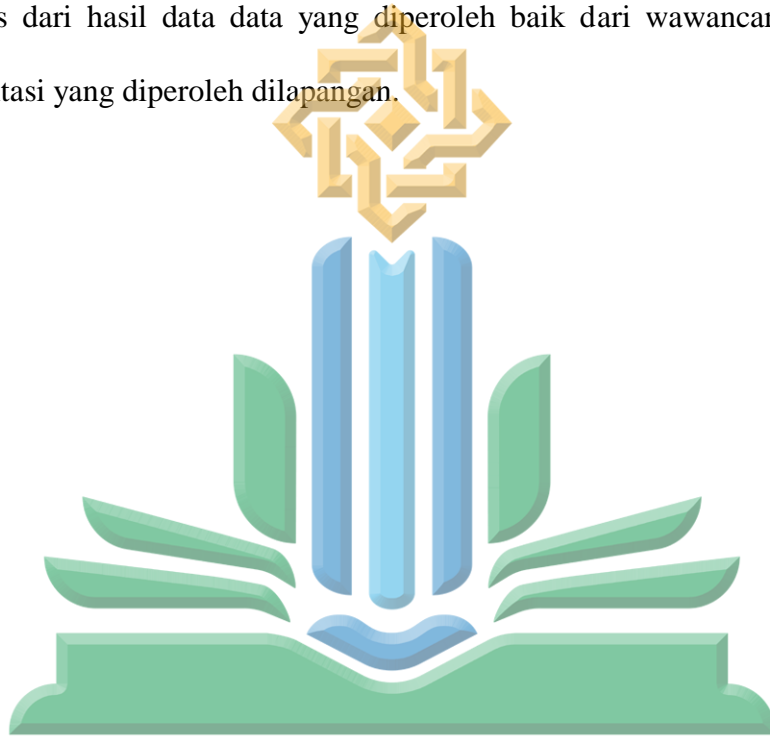 s dari hasil data data yang diperoleh baik dari wawancar
tasi yang diperoleh dilapangan.